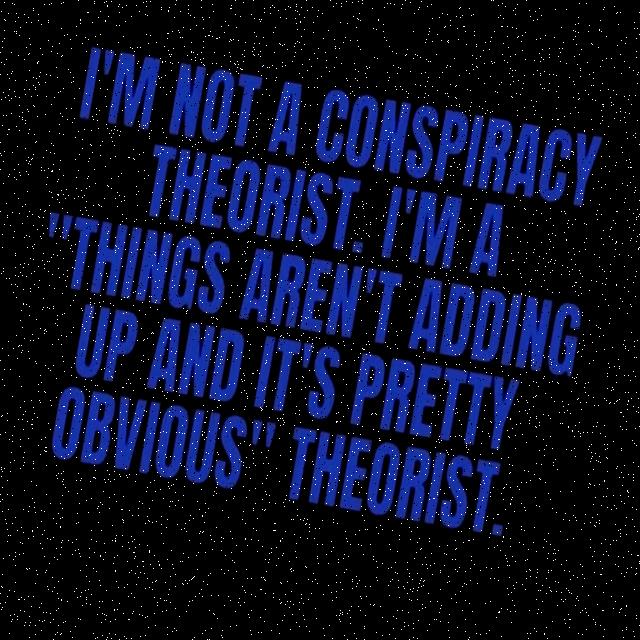 I'M NOT A CONSPIRACY
THEORIST. I'M A
"THINGS AREN'T ADDING
UP AND IT'S PRETTY
OBVIOUS" THEORIST.